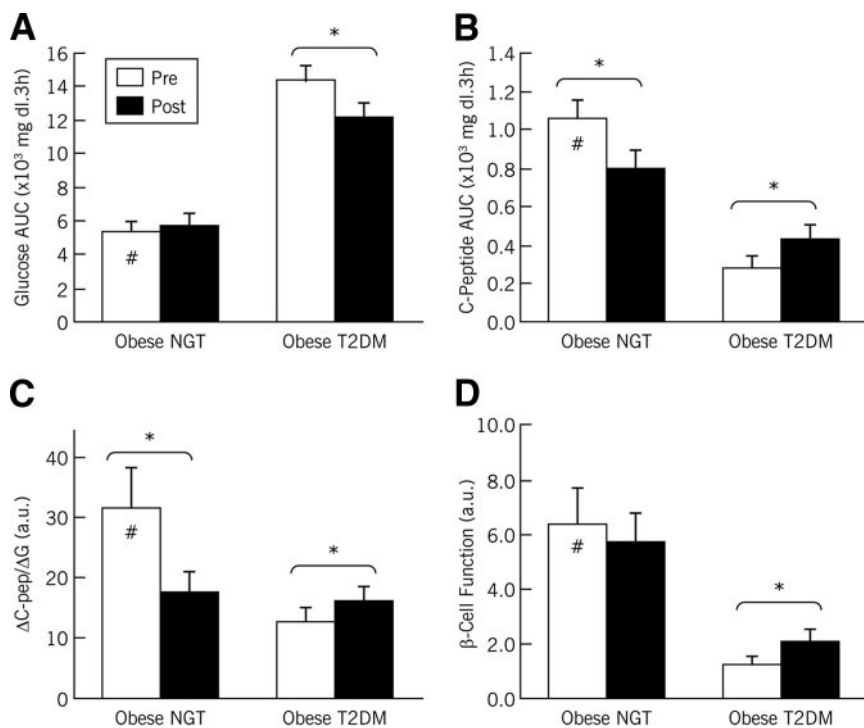 A
Glucose AUC (x10³ mg dl.3h)
16
14
12
10
8
6
4
2
0
Pre
Post
#
*
Obese NGT
Obese T2DM
B
C-Peptide AUC (x10³ mg dl.3h)
1.4
1.2
1.0
0.8
0.6
0.4
0.2
0.0
*
#
*
Obese NGT
Obese T2DM
C
ΔC-pep/ΔG (a.u.)
40
30
20
10
0
*
#
*
Obese NGT
Obese T2DM
D
β-Cell Function (a.u.)
8.0
6.0
4.0
2.0
0.0
#
*
Obese NGT
Obese T2DM